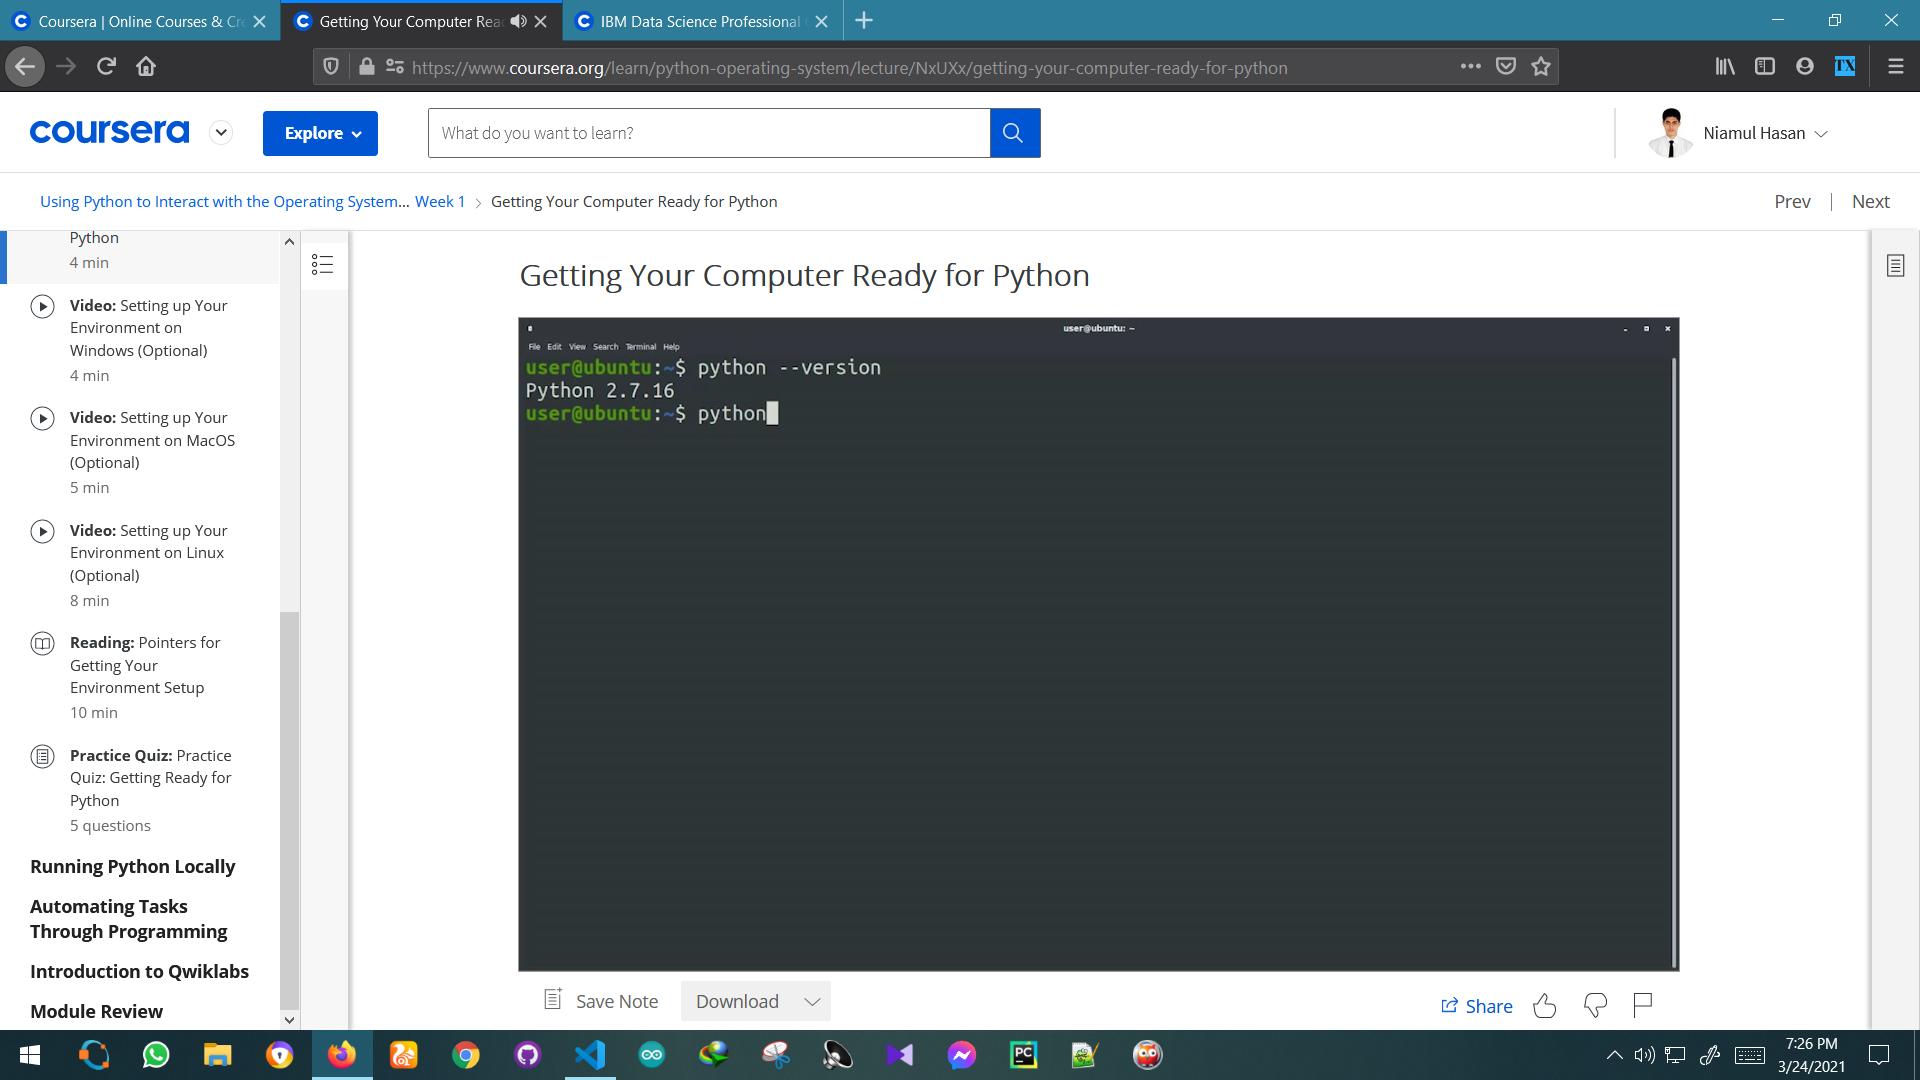 Coursera | Online Courses & Cre
Getting Your Computer Read
IBM Data Science Professional
https://www.coursera.org/learn/python-operating-system/lecture/NxUXx/getting-your-computer-ready-for-python
TX
coursera
Explore
What do you want to learn?
Niamul Hasan
Using Python to Interact with the Operating System... Week 1 > Getting Your Computer Ready for Python
Prev | Next
Python
4 min
Video: Setting up Your
Environment on
Windows (Optional)
4 min
Video: Setting up Your
Environment on MacOS
(Optional)
5 min
Video: Setting up Your
Environment on Linux
(Optional)
8 min
Reading: Pointers for
Getting Your
Environment Setup
10 min
Practice Quiz: Practice
Quiz: Getting Ready for
Python
5 questions
Running Python Locally
Automating Tasks
Through Programming
Introduction to Qwiklabs
Module Review
Getting Your Computer Ready for Python
user@ubuntu: ~
File Edit View Search Terminal Help
user@ubuntu:~$ python --version
Python 2.7.16
user@ubuntu:~$ python
Save Note
Download
Share
PC
7:26 PM
3/24/2021